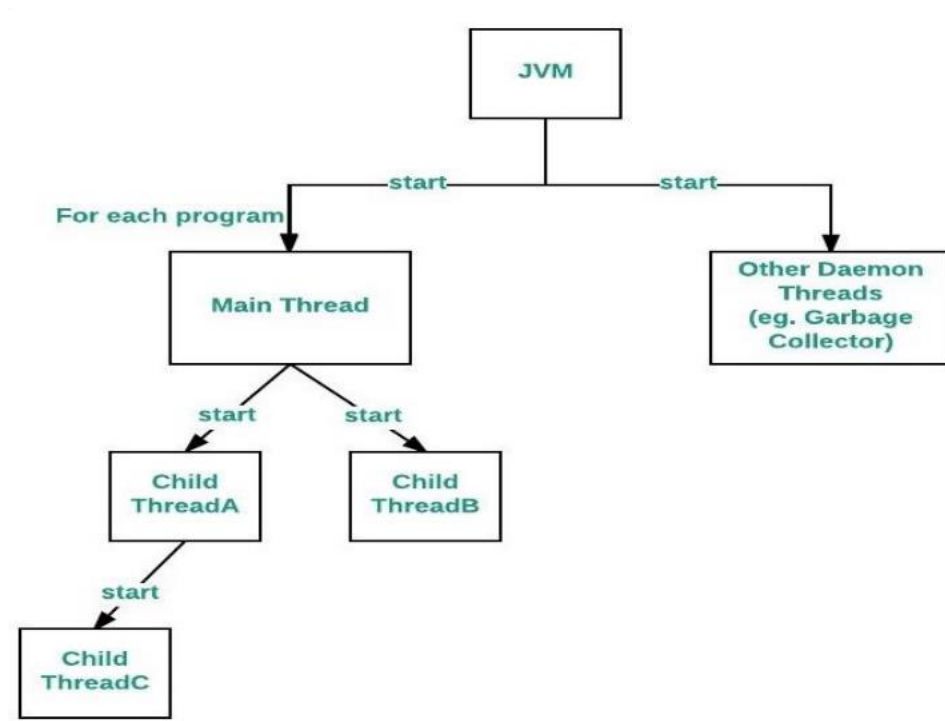 JVM
start
start
For each program
Main Thread
Other Daemon
Threads
(eg. Garbage
Collector)
start
start
Child
ThreadA
Child
ThreadB
start
Child
ThreadC